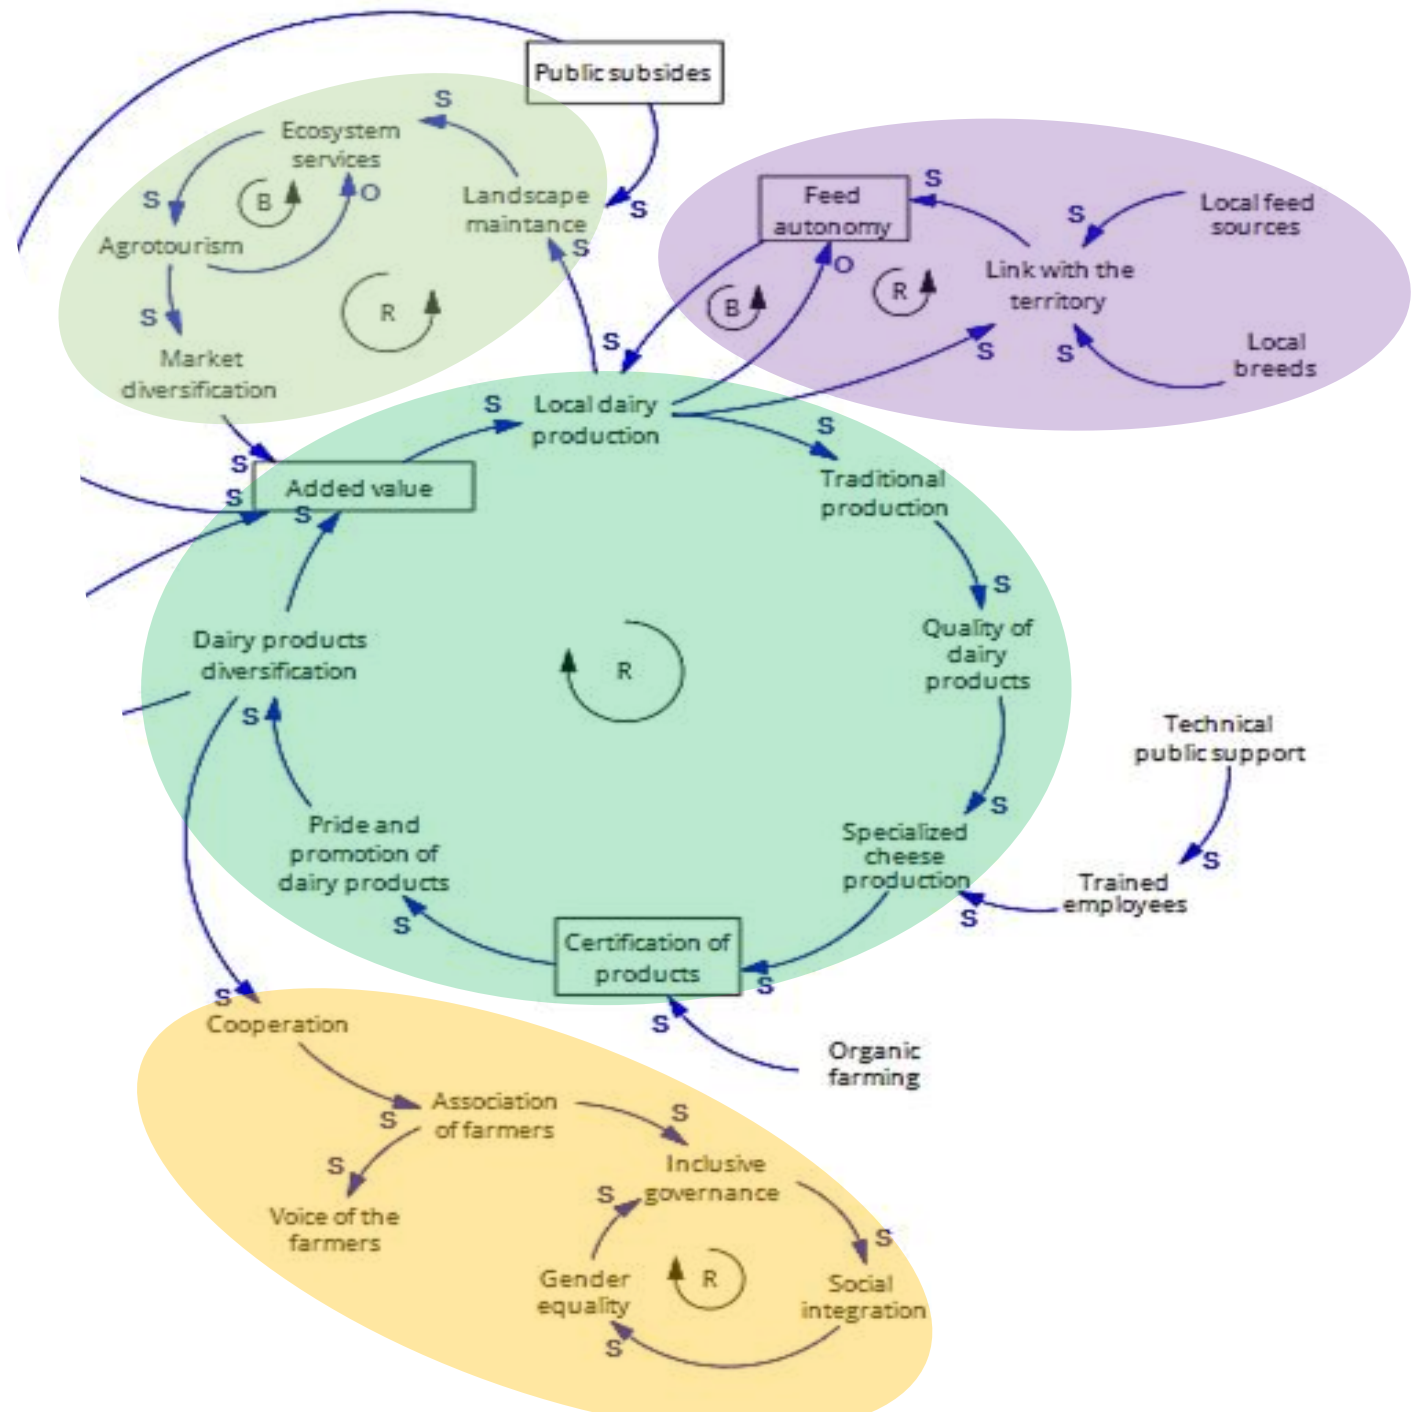 Public subsides
S
Ecosystem
services
S
B
O
Landscape
maintance
S
S
Agrotourism
S
R
Market
diversification
Feed
autonomy
S
O
B
R
S
Local feed
sources
Link with the
territory
S
S
Local
breeds
S
Local dairy
production
S
S
S
S
S
Added value
Traditional
production
S
Quality of
dairy
products
Dairy products
diversification
R
S
Technical
public support
S
Pride and
promotion of
dairy products
Specialized
cheese
production
S
Trained
employees
S
S
Certification of
products
S
S
Organic
farming
S
Cooperation
S
Association
of farmers
S
S
Inclusive
governance
Voice of the
farmers
S
S
Gender
equality
R
Social
integration
S